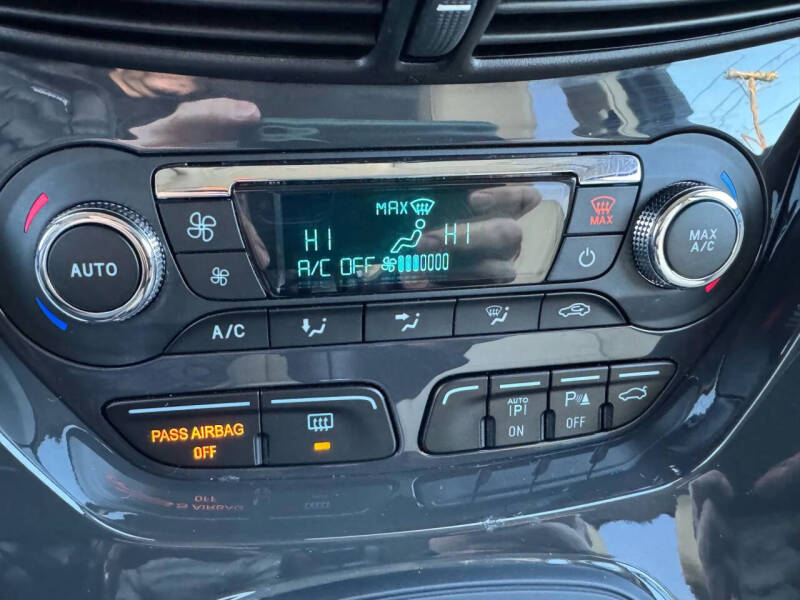 MAX
HI HI
A/C OFF
AUTO
MAX
MAX
A/C
A/C
PASS AIRBAG
OFF
AUTO
P
ON
P
OFF